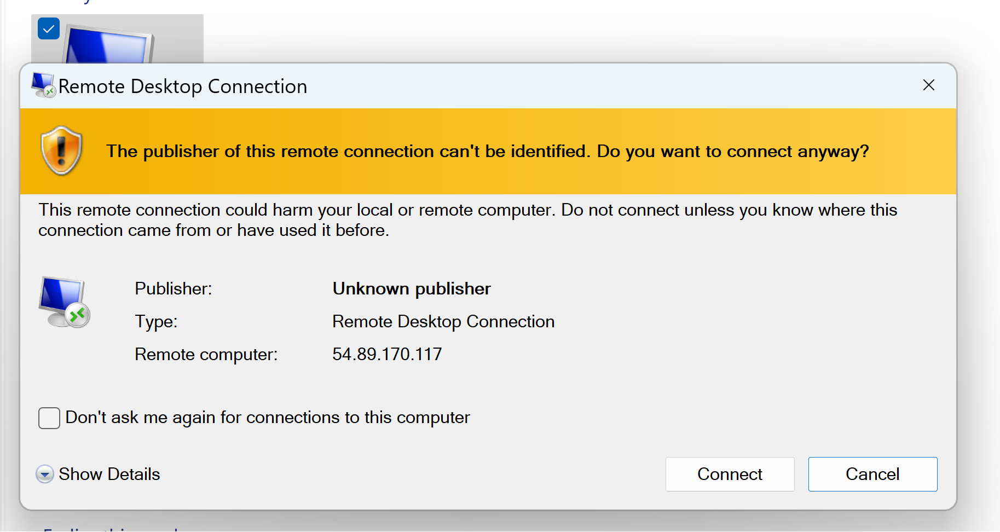 Remote Desktop Connection
The publisher of this remote connection can't be identified. Do you want to connect anyway?
This remote connection could harm your local or remote computer. Do not connect unless you know where this
connection came from or have used it before.
Publisher: Unknown publisher
Type: Remote Desktop Connection
Remote computer: 54.89.170.117
Don't ask me again for connections to this computer
Show Details Connect Cancel